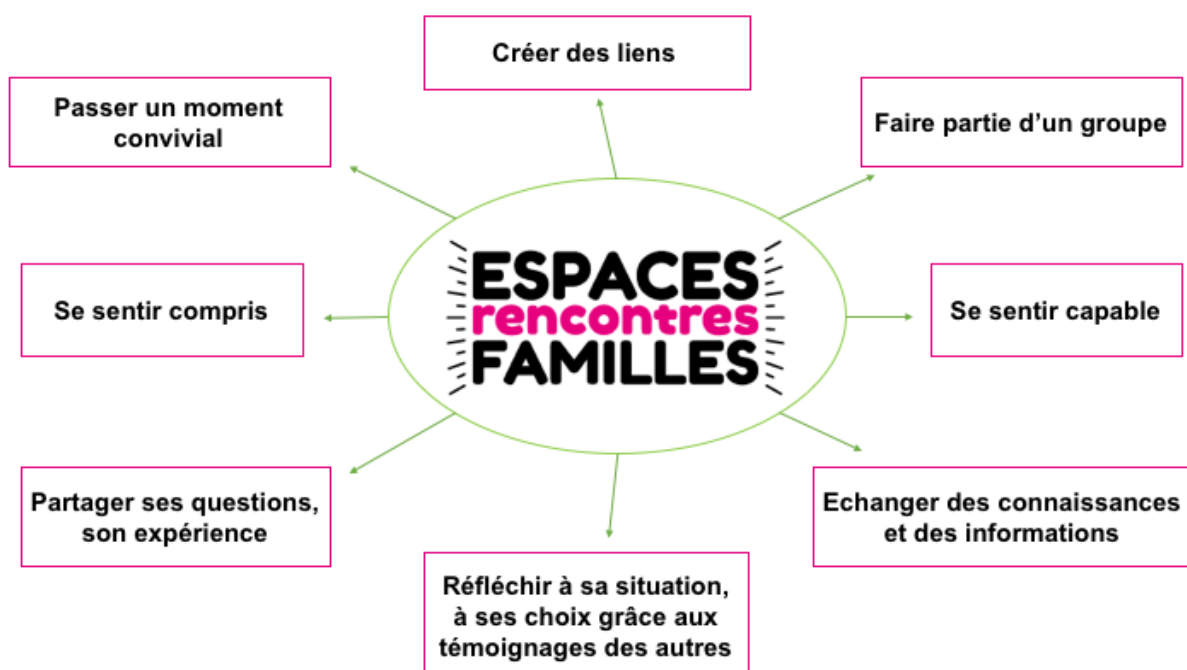 Créer des liens
Passer un moment
convivial
Faire partie d’un groupe
ESPACES
rencontres
FAMILLES
Se sentir compris
Se sentir capable
Partager ses questions,
son expérience
Echanger des connaissances
et des informations
Réfléchir à sa situation,
à ses choix grâce aux
témoignages des autres